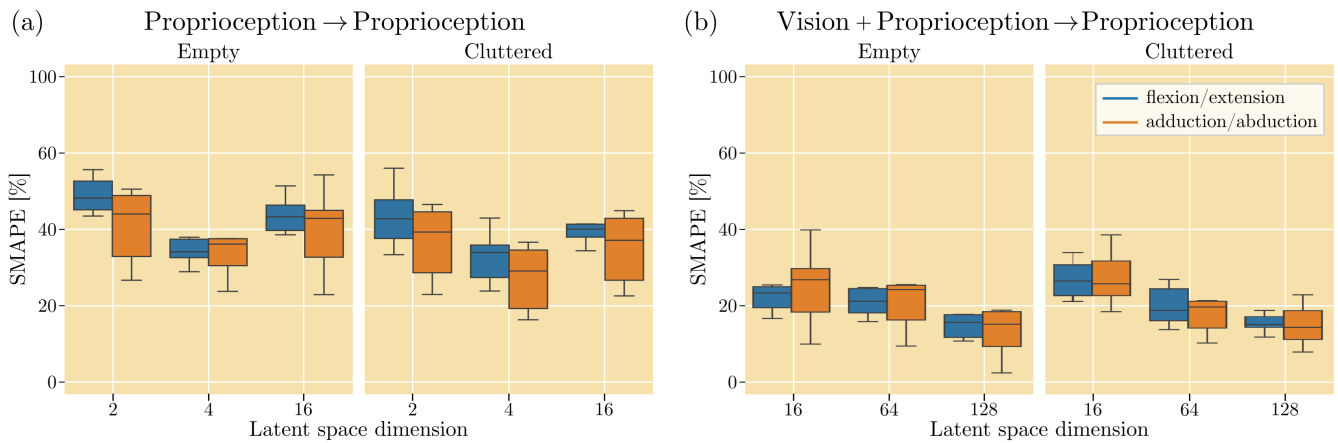 (a) Proprioception → Proprioception
Empty Cluttered
100
60
40
20
0
SMAPE [%]
2 4 16 2 4 16
Latent space dimension
(b) Vision + Proprioception → Proprioception
Empty Cluttered
100
60
40
20
0
SMAPE [%]
flexion/extension
adduction/abduction
16 64 128 16 64 128
Latent space dimension